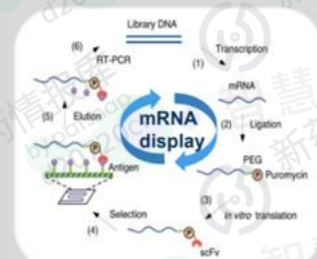 Library DNA
(6)
RT-PCR
Transcription
(1)
mRNA
(5)
Elution
mRNA
display
(2)
Ligation
PEG
P
Puromycin
P
P
Antigen
(3)
In vitro translation
Selection
(4)
P
scFv